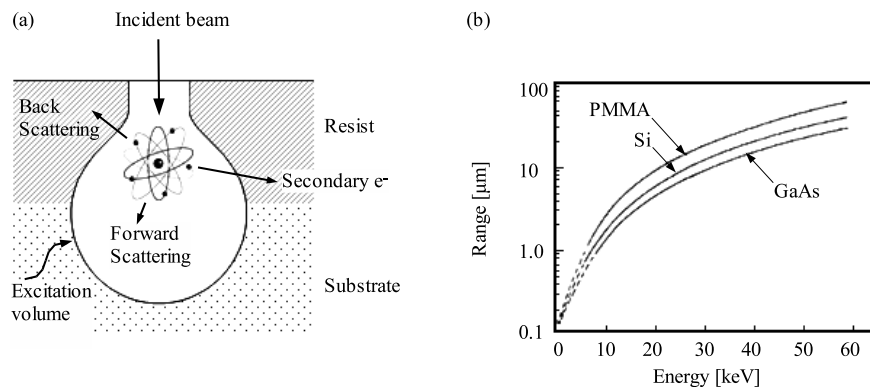 (a)
Incident beam
Back
Scattering
Resist
Secondary e-
Forward
Scattering
Excitation
volume
Substrate
(b)
100
10
1.0
0.1
Range [µm]
PMMA
Si
GaAs
0 10 20 30 40 50 60
Energy [keV]